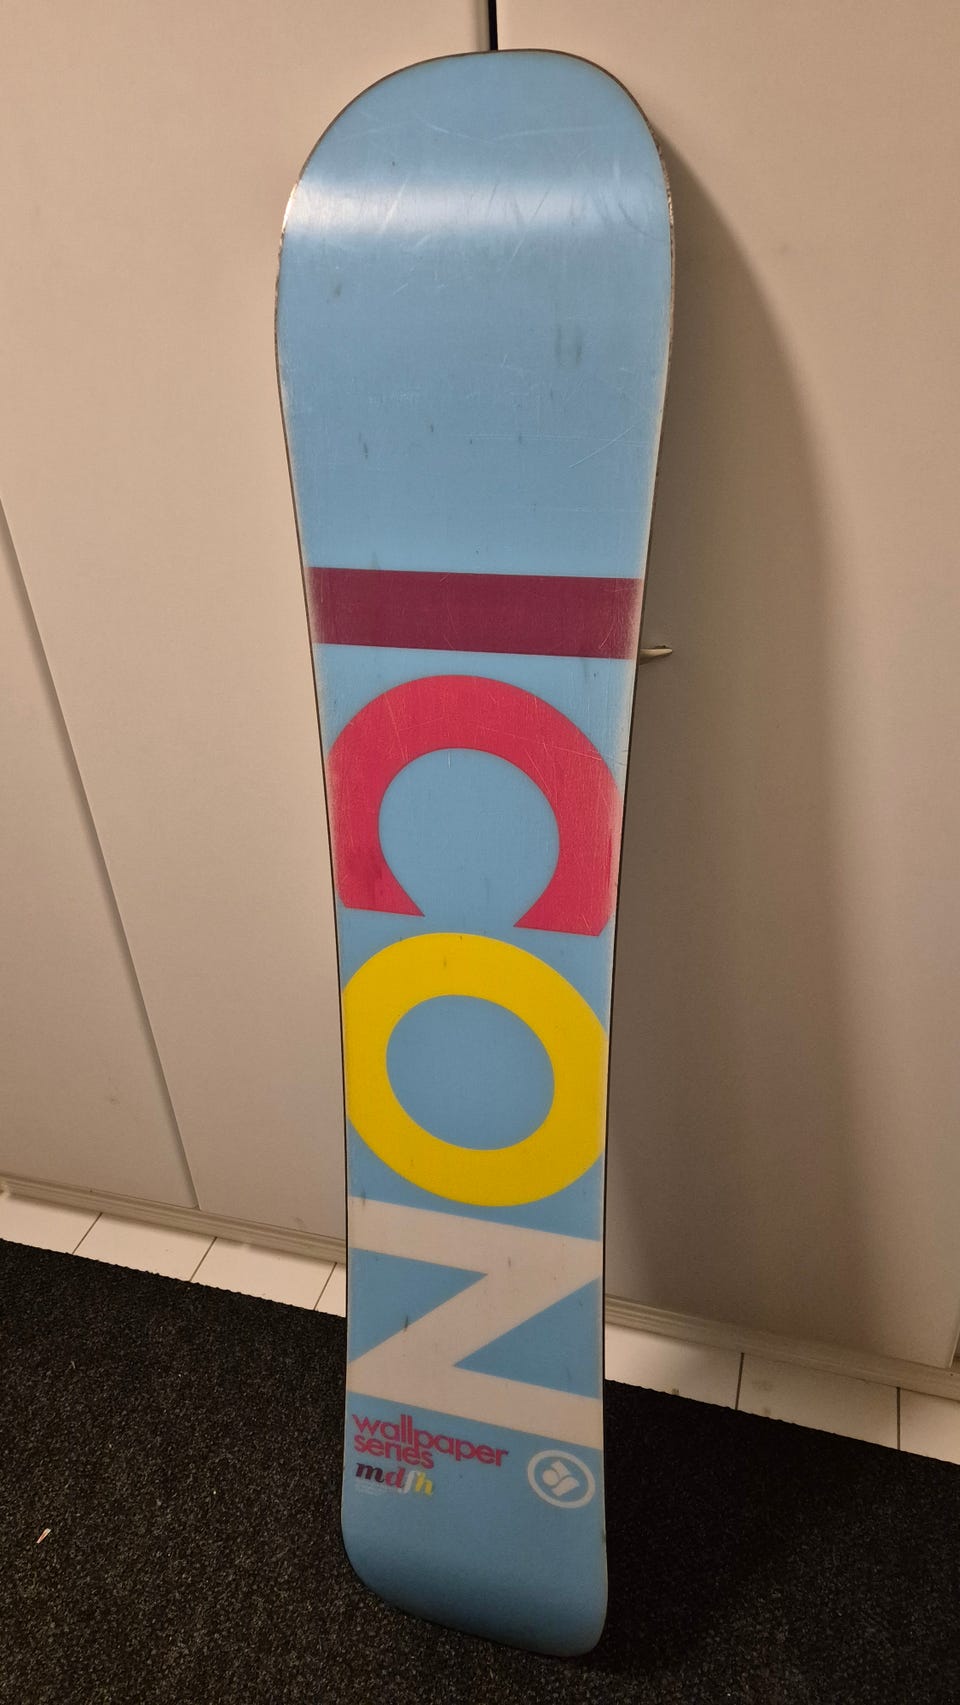 ICON
wallpaper
series
mdfh